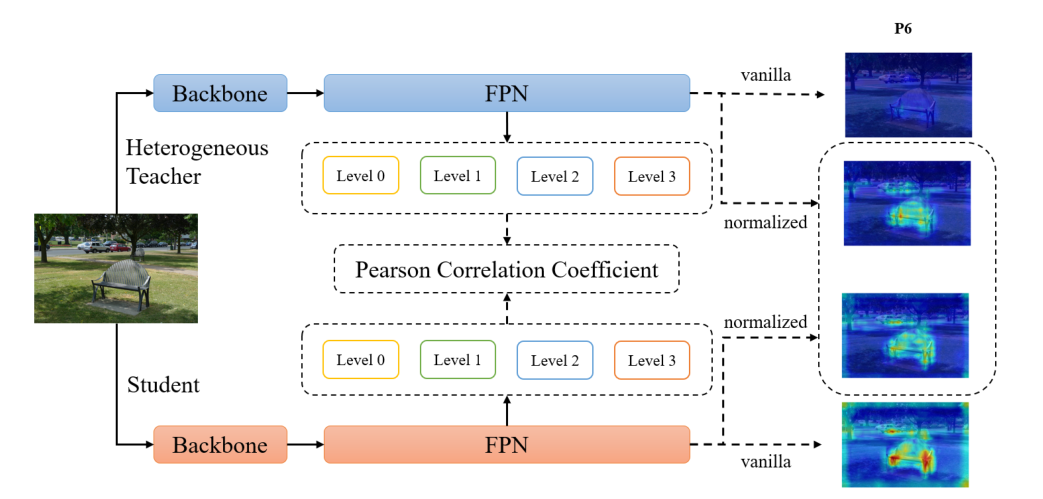 P6
Backbone
FPN
vanilla
Heterogeneous
Teacher
Level 0
Level 1
Level 2
Level 3
normalized
Pearson Correlation Coefficient
normalized
Level 0
Level 1
Level 2
Level 3
Student
Backbone
FPN
vanilla